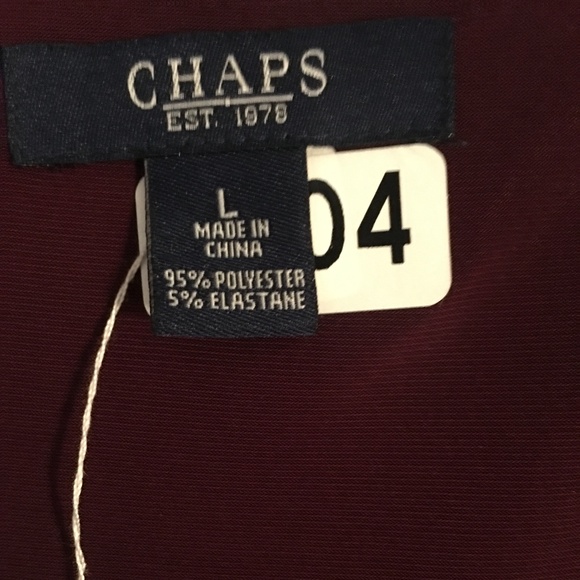 CHAPS
EST. 1978
L
MADE IN
CHINA
95% POLYESTER
5% ELASTANE
04